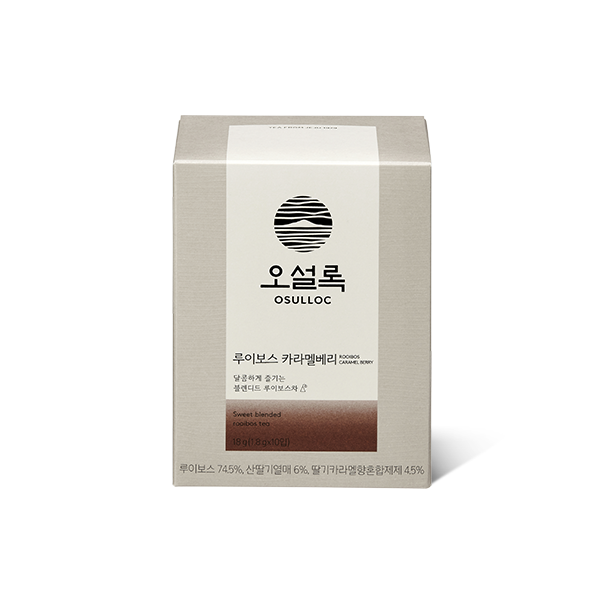 오설록
OSULLOC
루이보스 카라멜베리 ROOIBOS CARAMEL BERRY
달콤하게 즐기는
블렌디드 루이보스차
Sweet blended
rooibos tea
18 g (1.8 g x 10입)
루이보스 74.5%, 산딸기열매 6%, 딸기카라멜향혼합제제 4.5%